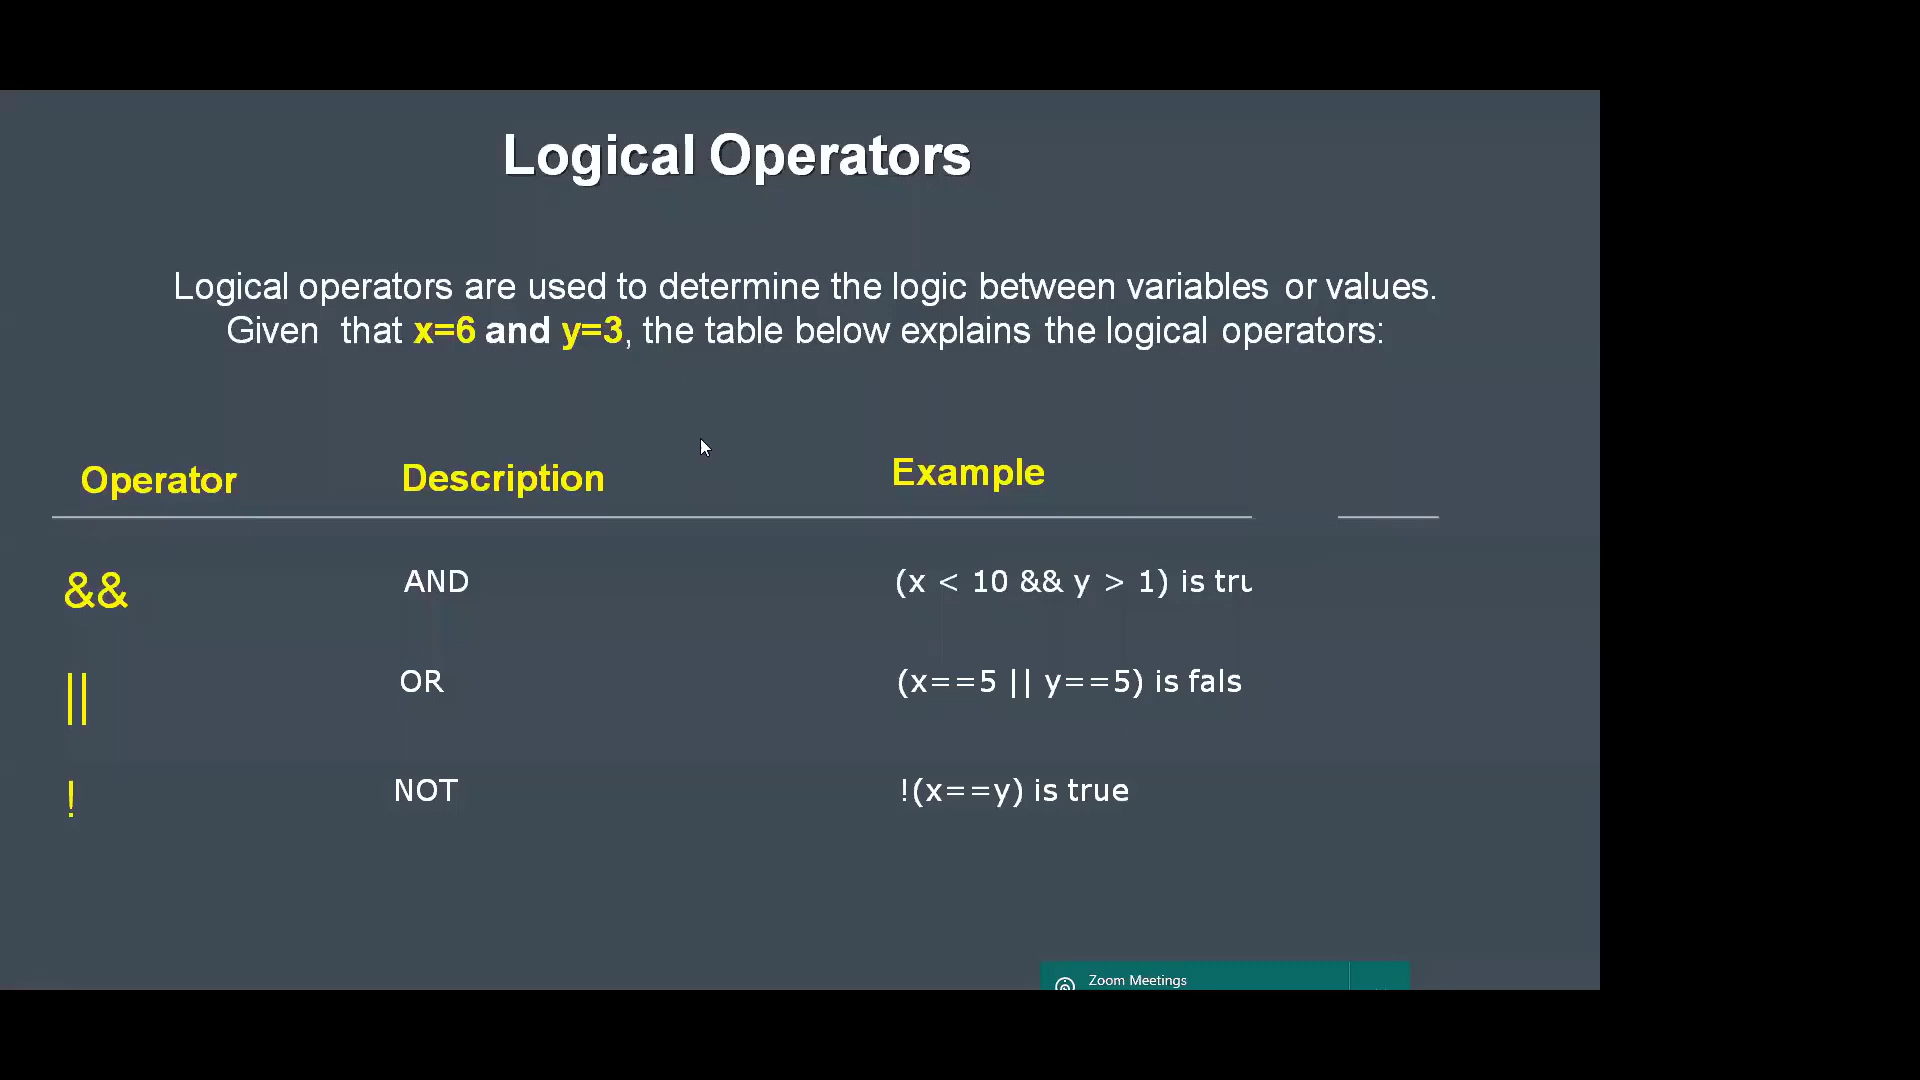 Logical Operators
Logical operators are used to determine the logic between variables or values.
Given that x=6 and y=3, the table below explains the logical operators:
Operator Description Example
&& AND (x < 10 && y > 1) is tru
|| OR (x==5 || y==5) is fals
! NOT !(x==y) is true
Zoom Meetings